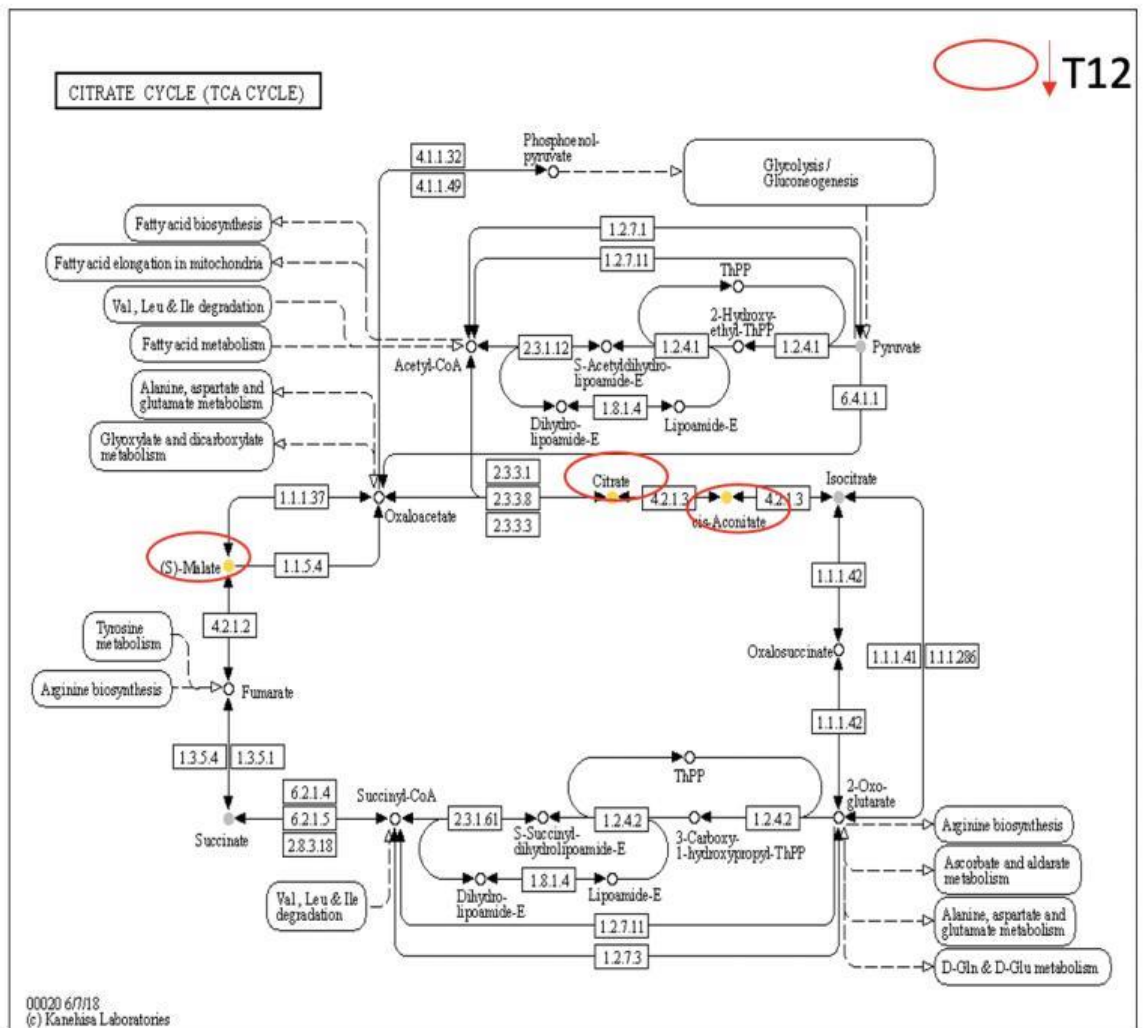 T12
CITRATE CYCLE (TCA CYCLE)
Phosphoenol-
pyruvate
4.1.1.32
4.1.1.49
Glycolysis /
Gluconeogenesis
Fatty acid biosynthesis
Fatty acid elongation in mitochondria
Val, Leu & Ile degradation
Fatty acid metabolism
Alanine, aspartate and
glutamate metabolism
Glyoxylate and dicarboxylate
metabolism
1.2.7.1
1.2.7.11
ThPP
2-Hydroxy-
ethyl-ThPP
Acetyl-CoA
2.3.1.12
S-Acetyldihydro-
lipoamide-E
1.2.4.1
1.2.4.1
Pyruvate
Dihydro-
lipoamide-E
1.8.1.4
Lipoamide-E
6.4.1.1
1.1.1.37
Oxaloacetate
2.3.3.1
2.3.3.8
2.3.3.3
Citrate
4.2.1.3
cis-Aconitate
4.2.1.3
Isocitrate
(S)-Malate
1.1.5.4
1.1.1.42
4.2.1.2
Tyrosine
metabolism
Arginine biosynthesis
Fumarate
Oxalosuccinate
1.1.1.41
1.1.1.286
1.1.1.42
1.3.5.4
1.3.5.1
ThPP
6.2.1.4
6.2.1.5
2.8.3.18
Succinate
Succinyl-CoA
2.3.1.61
S-Succinyl-
dihydrolipoamide-E
1.2.4.2
3-Carboxy-
1-hydroxypropyl-ThPP
1.2.4.2
2-Oxo-
glutarate
Val, Leu & Ile
degradation
Dihydro-
lipoamide-E
1.8.1.4
Lipoamide-E
1.2.7.11
1.2.7.3
Arginine biosynthesis
Ascorbate and aldarate
metabolism
Alanine, aspartate and
glutamate metabolism
D-Gln & D-Glu metabolism
00020 6/7/18
(c) Kanehisa Laboratories